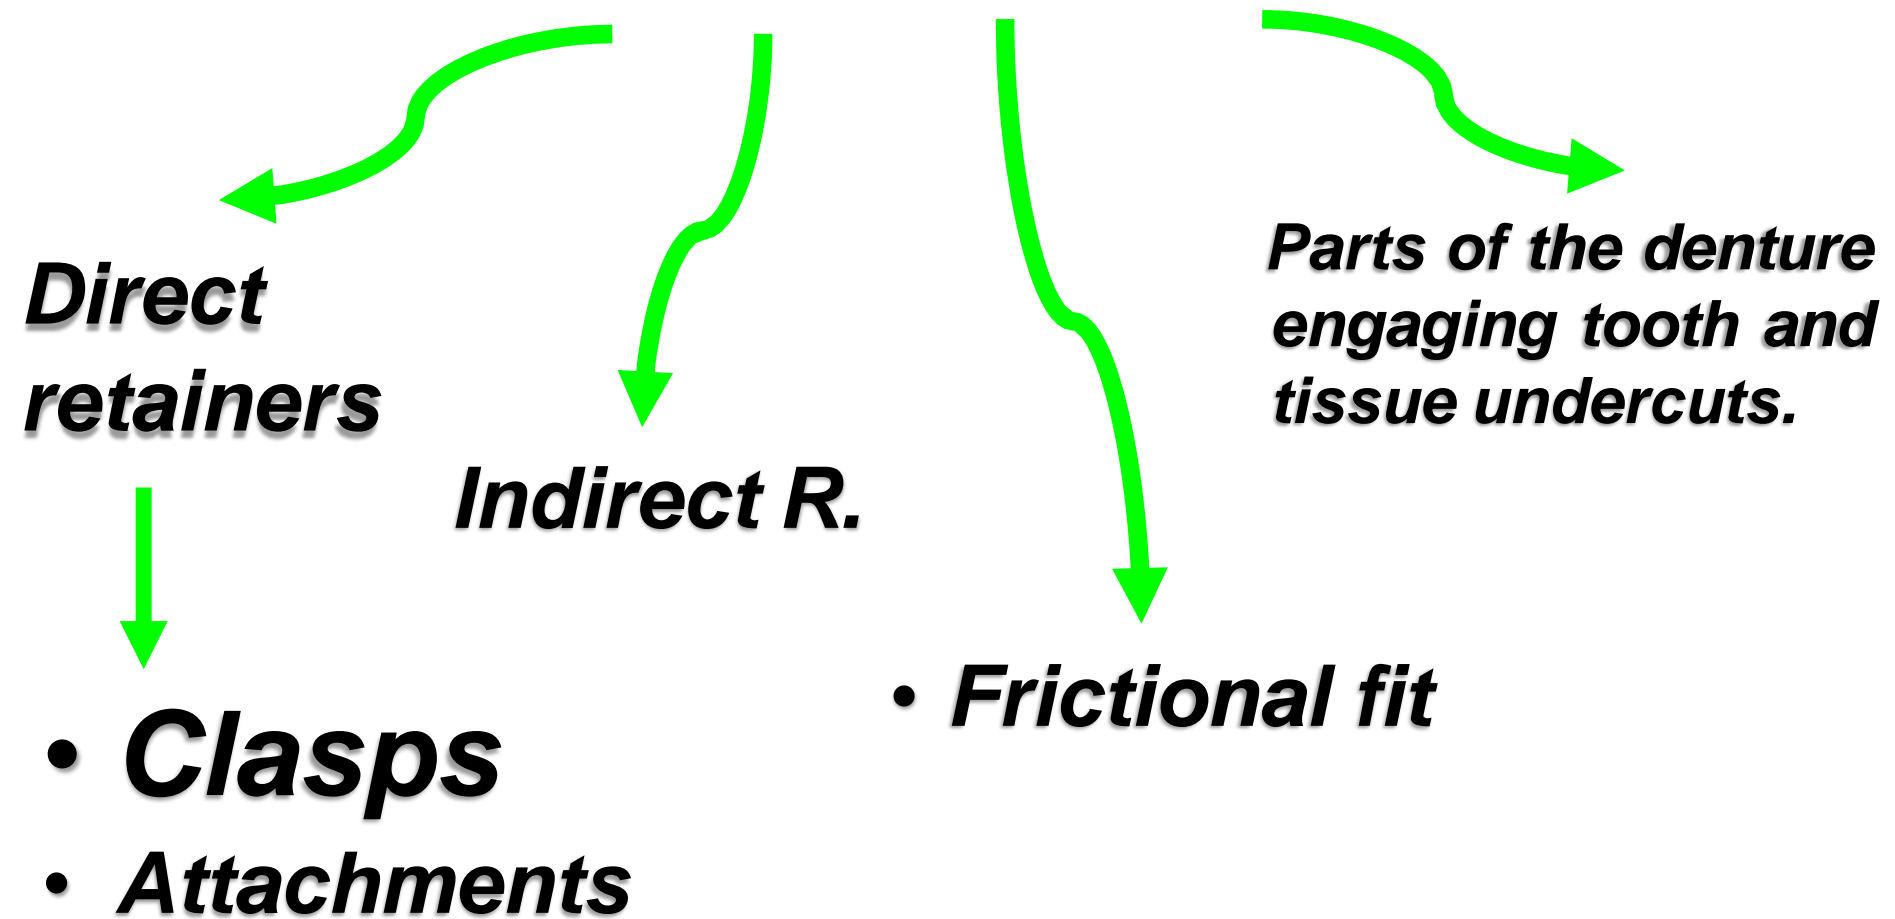 Direct
retainers
Indirect R.
Parts of the denture
engaging tooth and
tissue undercuts.
• Frictional fit
• Clasps
• Attachments